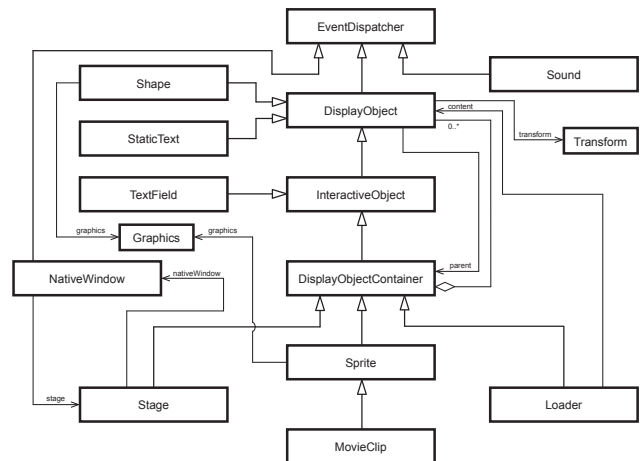 EventDispatcher
Shape
Sound
DisplayObject
content
0..*
transform
StaticText
Transform
TextField
InteractiveObject
graphics
Graphics
graphics
parent
NativeWindow
nativeWindow
DisplayObjectContainer
Sprite
stage
Stage
Loader
MovieClip